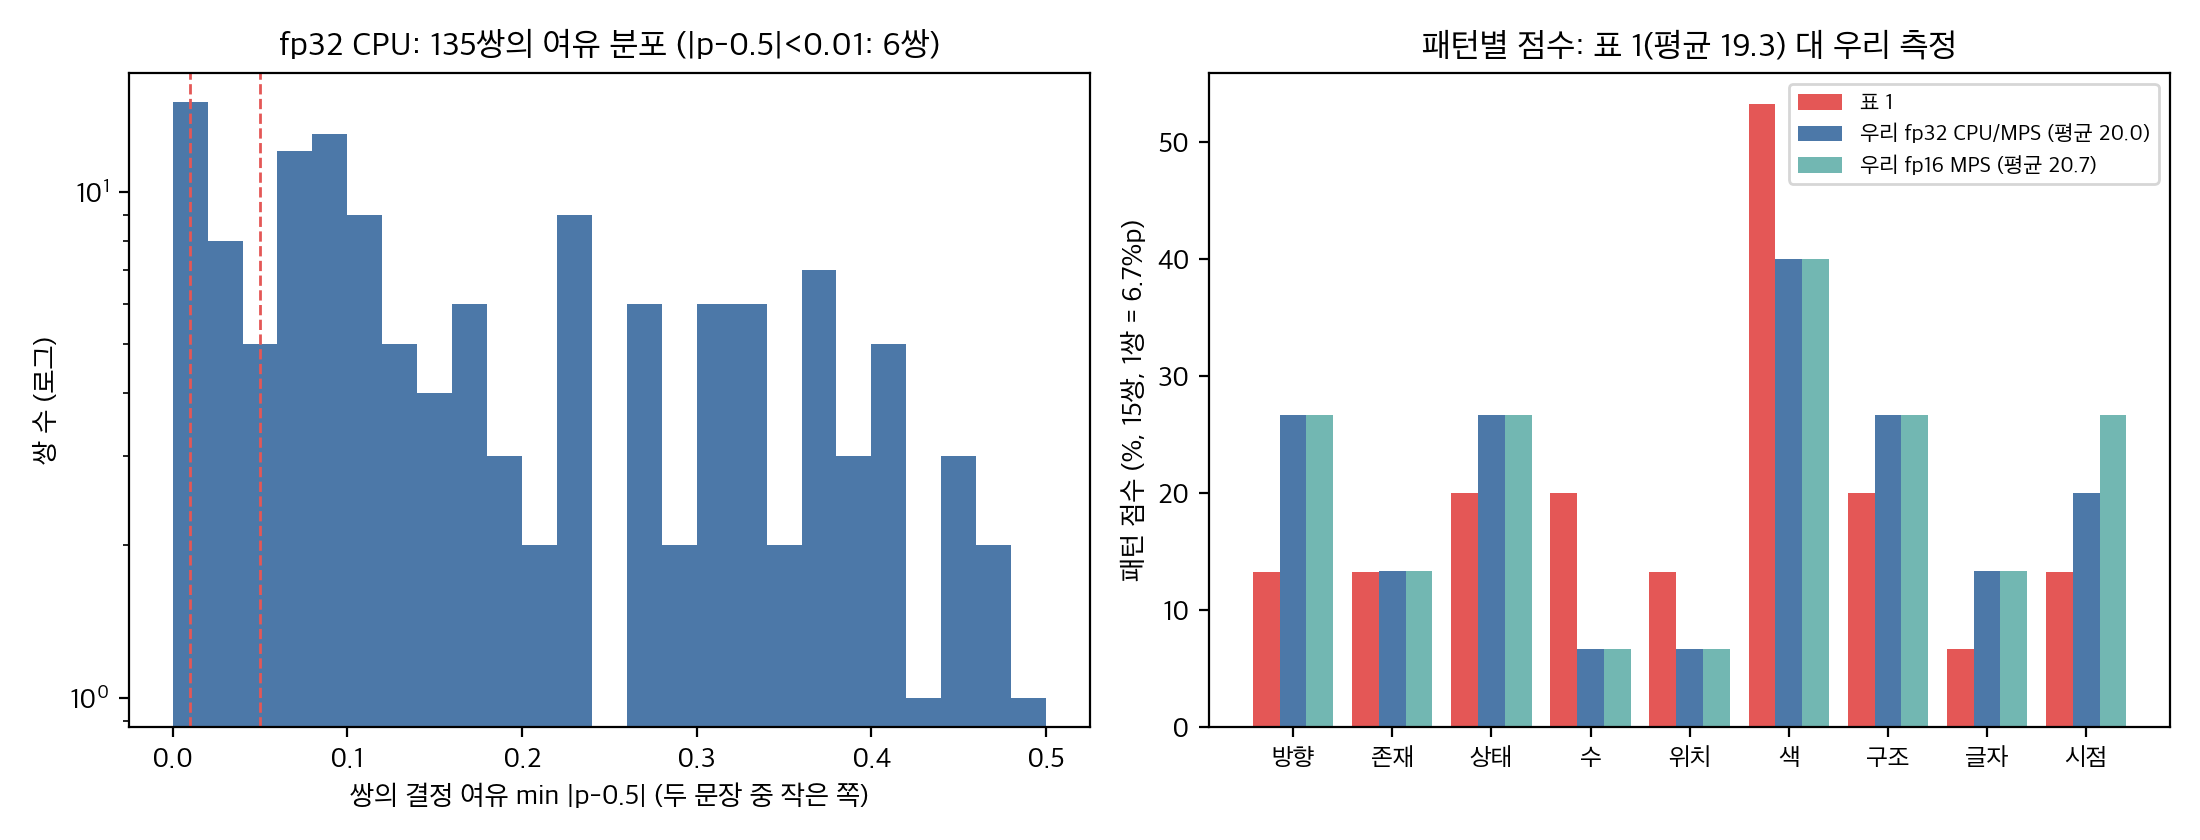 fp32 CPU: 135쌍의 여유 분포 (|p-0.5|<0.01: 6쌍)
쌍 수 (로그)
10¹
10⁰
0.0 0.1 0.2 0.3 0.4 0.5
쌍의 결정 여유 min |p-0.5| (두 문장 중 작은 쪽)
패턴별 점수: 표 1(평균 19.3) 대 우리 측정
표 1
우리 fp32 CPU/MPS (평균 20.0)
우리 fp16 MPS (평균 20.7)
패턴 점수 (%, 15쌍, 1쌍 = 6.7%p)
50
40
30
20
10
0
방향 존재 상태 수 위치 색 구조 글자 시점